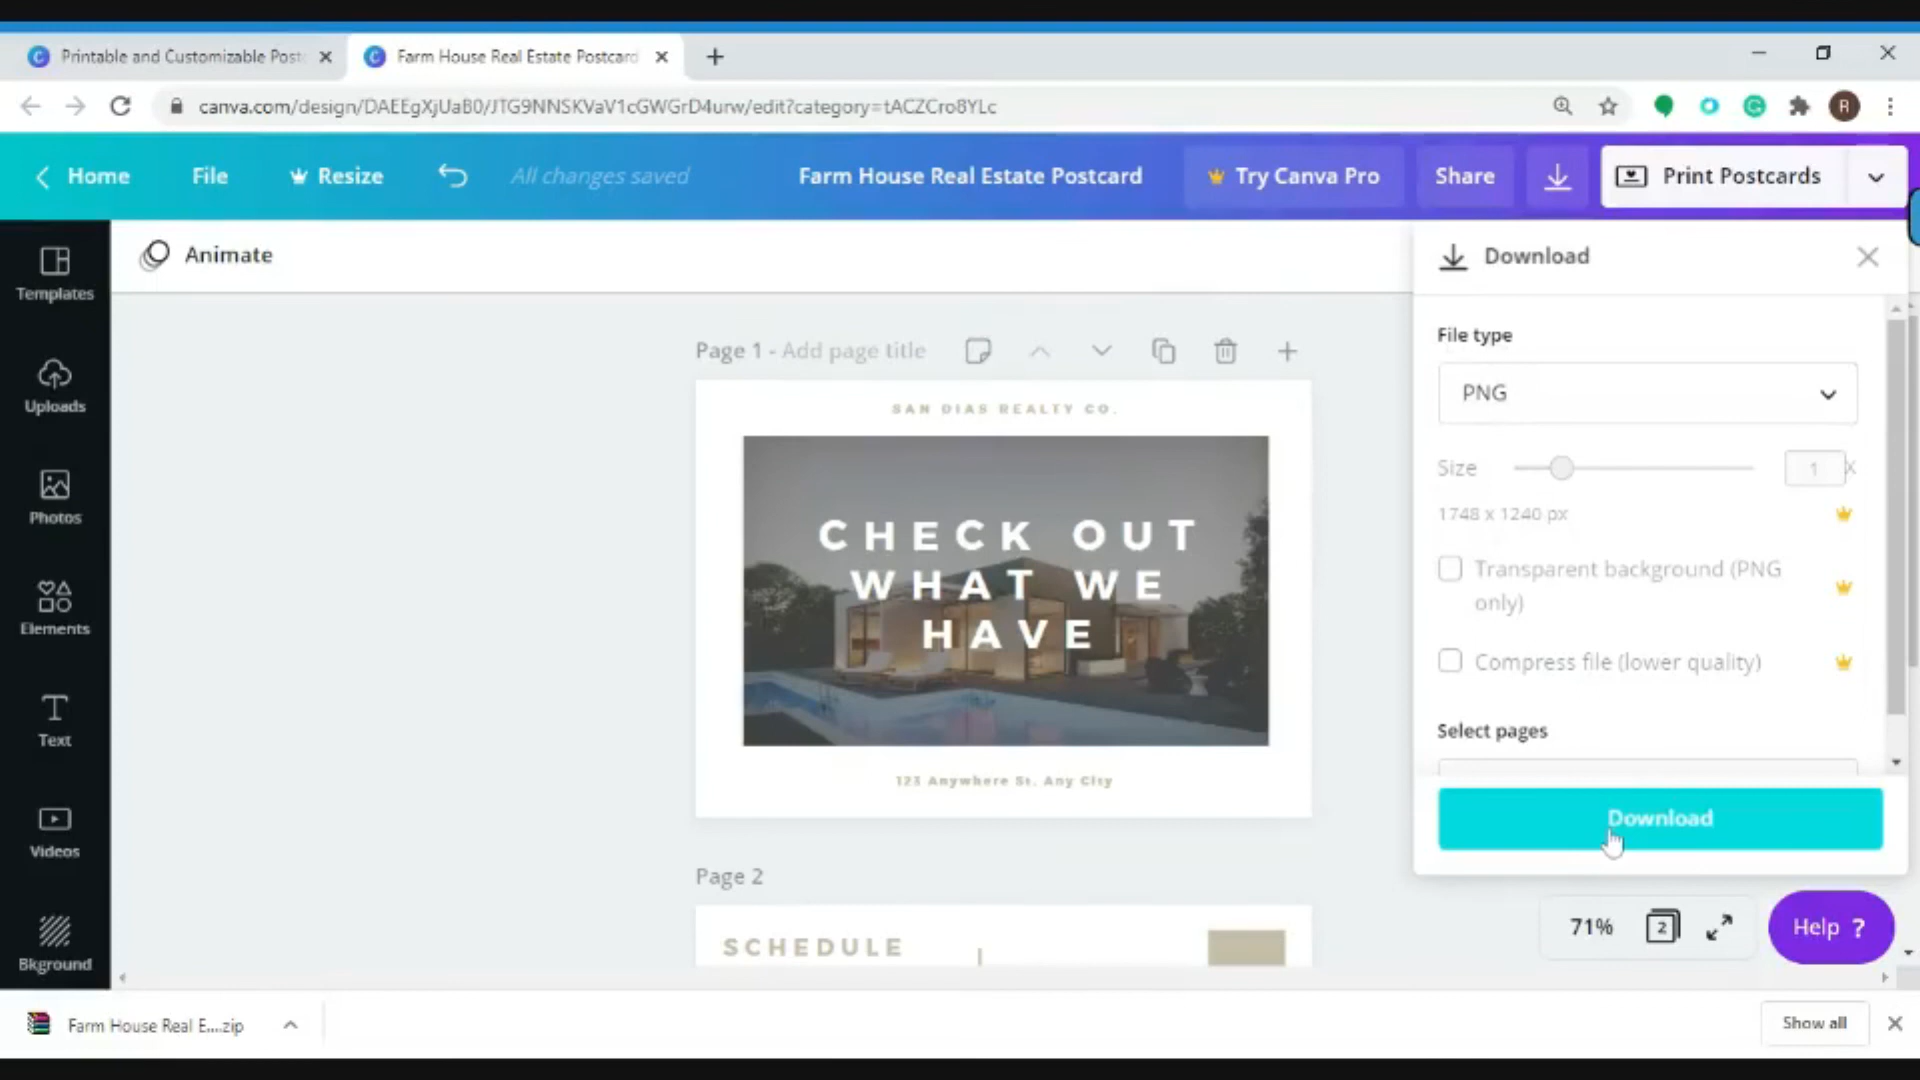 Printable and Customizable Post
Farm House Real Estate Postcard
canva.com/design/DAEEgXjUaB0/JTG9NNSKVaV1cGWGrD4urw/edit?category=tACZCro8YLc
R
Home
File
Resize
All changes saved
Farm House Real Estate Postcard
Try Canva Pro
Share
Print Postcards
Templates
Uploads
Photos
Elements
Text
Videos
Bkground
Animate
Page 1 - Add page title
SAN DIAS REALTY CO.
CHECK OUT
WHAT WE
HAVE
123 Anywhere St. Any City
Page 2
SCHEDULE
Download
File type
PNG
Size
1 X
1748 x 1240 px
Transparent background (PNG
only)
Compress file (lower quality)
Select pages
Download
71%
2
Help ?
Farm House Real E....zip
Show all